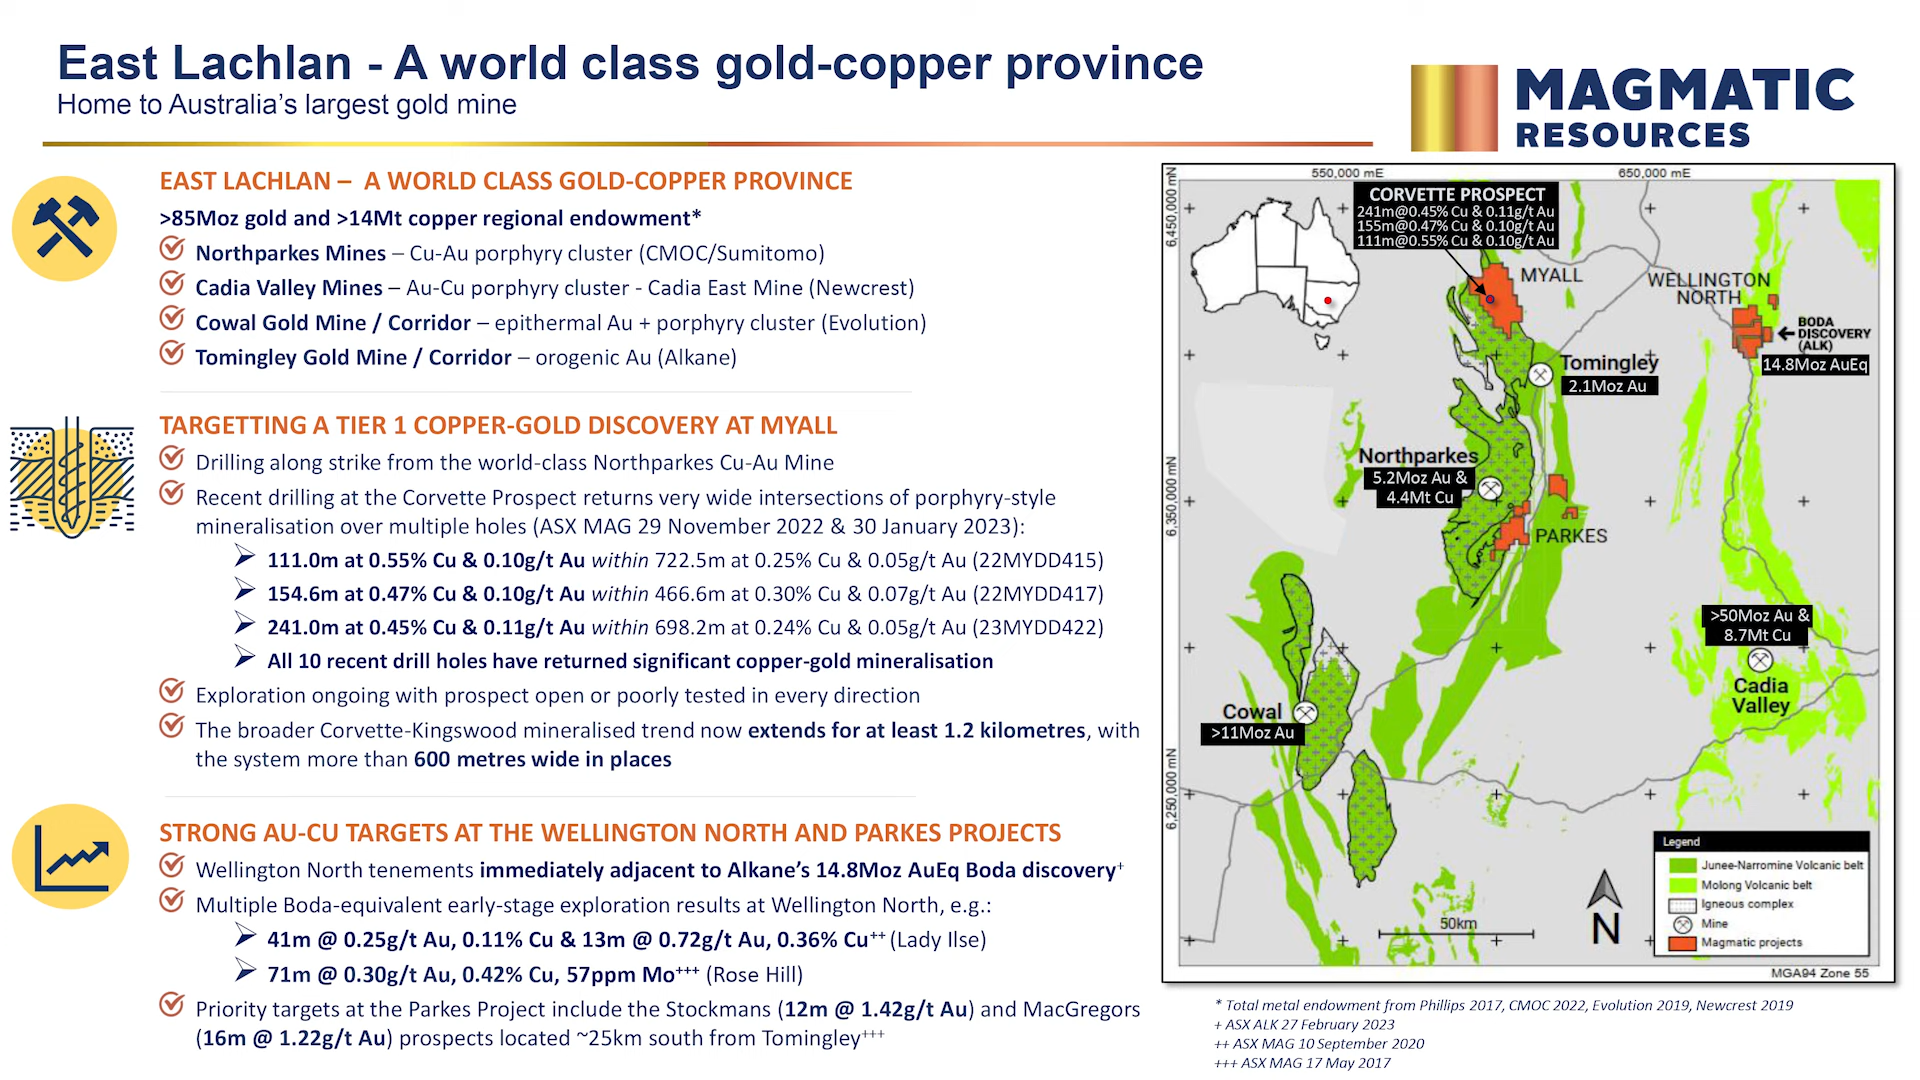 East Lachlan - A world class gold-copper province
Home to Australia's largest gold mine
MAGMATIC
RESOURCES
EAST LACHLAN – A WORLD CLASS GOLD-COPPER PROVINCE
>85Moz gold and >14Mt copper regional endowment*
Northparkes Mines – Cu-Au porphyry cluster (CMOC/Sumitomo)
Cadia Valley Mines – Au-Cu porphyry cluster - Cadia East Mine (Newcrest)
Cowal Gold Mine / Corridor – epithermal Au + porphyry cluster (Evolution)
Tomingley Gold Mine / Corridor – orogenic Au (Alkane)
TARGETTING A TIER 1 COPPER-GOLD DISCOVERY AT MYALL
Drilling along strike from the world-class Northparkes Cu-Au Mine
Recent drilling at the Corvette Prospect returns very wide intersections of porphyry-style
mineralisation over multiple holes (ASX MAG 29 November 2022 & 30 January 2023):
111.0m at 0.55% Cu & 0.10g/t Au within 722.5m at 0.25% Cu & 0.05g/t Au (22MYDD415)
154.6m at 0.47% Cu & 0.10g/t Au within 466.6m at 0.30% Cu & 0.07g/t Au (22MYDD417)
241.0m at 0.45% Cu & 0.11g/t Au within 698.2m at 0.24% Cu & 0.05g/t Au (23MYDD422)
All 10 recent drill holes have returned significant copper-gold mineralisation
Exploration ongoing with prospect open or poorly tested in every direction
The broader Corvette-Kingswood mineralised trend now extends for at least 1.2 kilometres, with
the system more than 600 metres wide in places
STRONG AU-CU TARGETS AT THE WELLINGTON NORTH AND PARKES PROJECTS
Wellington North tenements immediately adjacent to Alkane's 14.8Moz AuEq Boda discovery+
Multiple Boda-equivalent early-stage exploration results at Wellington North, e.g.:
41m @ 0.25g/t Au, 0.11% Cu & 13m @ 0.72g/t Au, 0.36% Cu++ (Lady Ilse)
71m @ 0.30g/t Au, 0.42% Cu, 57ppm Mo+++ (Rose Hill)
Priority targets at the Parkes Project include the Stockmans (12m @ 1.42g/t Au) and MacGregors
(16m @ 1.22g/t Au) prospects located ~25km south from Tomingley+++
550,000 mE
650,000 mE
6,450,000 mN
6,350,000 mN
6,250,000 mN
CORVETTE PROSPECT
241m@0.45% Cu & 0.11g/t Au
155m@0.47% Cu & 0.10g/t Au
111m@0.55% Cu & 0.10g/t Au
MYALL
WELLINGTON
NORTH
BODA
DISCOVERY
(ALK)
14.8Moz AuEq
Tomingley
2.1Moz Au
Northparkes
5.2Moz Au &
4.4Mt Cu
PARKES
>50Moz Au &
8.7Mt Cu
Cadia
Valley
Cowal
>11Moz Au
50km
N
Legend
Junee-Narromine Volcanic belt
Molong Volcanic belt
Igneous complex
Mine
Magmatic projects
MGA94 Zone 55
* Total metal endowment from Phillips 2017, CMOC 2022, Evolution 2019, Newcrest 2019
+ ASX ALK 27 February 2023
++ ASX MAG 10 September 2020
+++ ASX MAG 17 May 2017